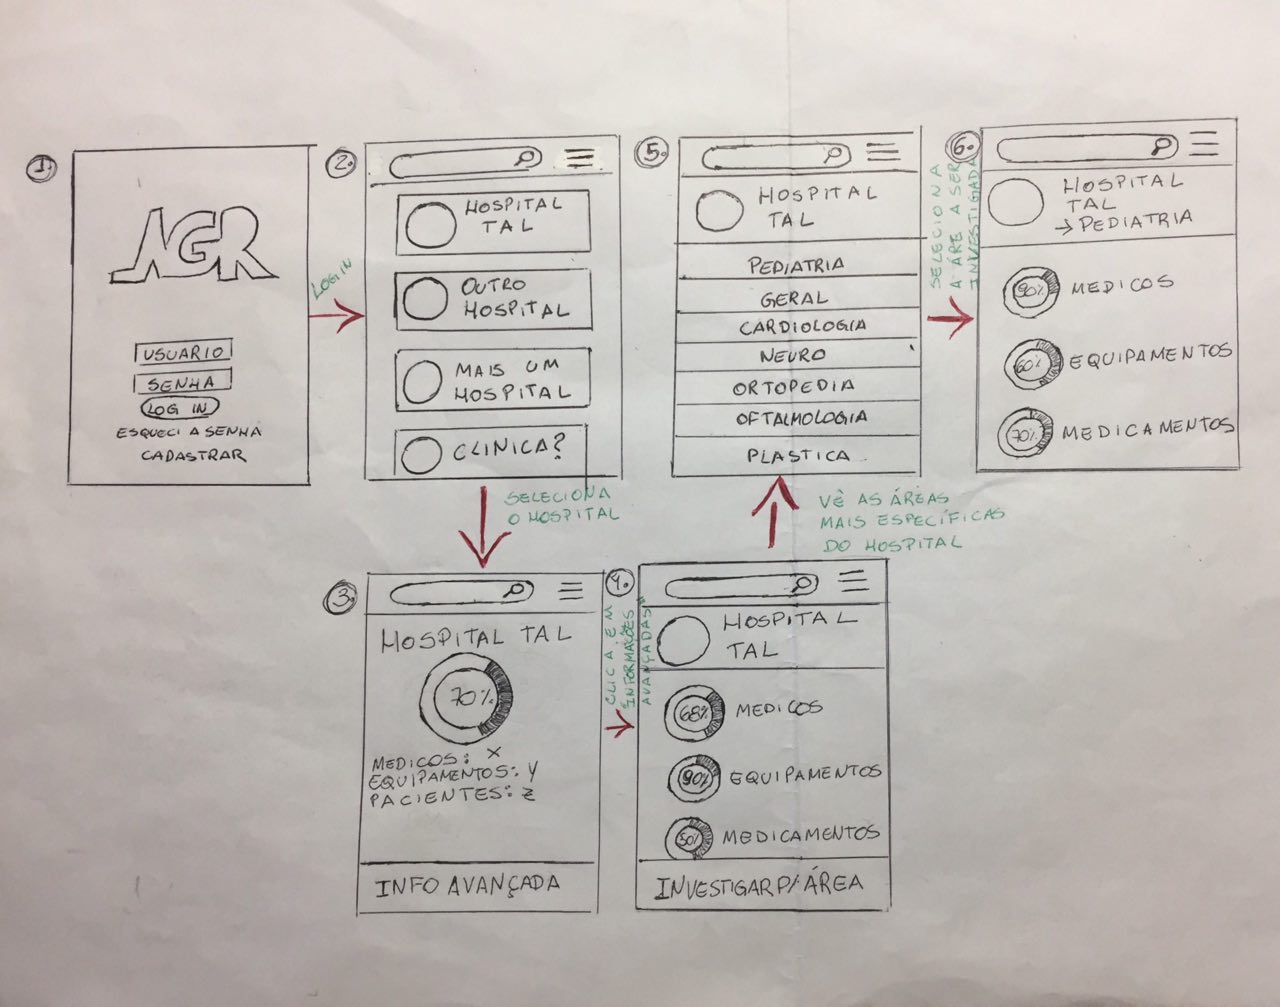 1.
AGR
USUARIO
SENHA
LOG IN
ESQUECI A SENHA
CADASTRAR
LOGIN
2.
HOSPITAL
TAL
OUTRO
HOSPITAL
MAIS UM
HOSPITAL
CLINICA?
SELECIONA
O HOSPITAL
3.
HOSPITAL TAL
70%
MEDICOS: X
EQUIPAMENTOS: Y
PACIENTES: Z
INFO AVANÇADA
CLICA EM
"INFORMAÇÕES
AVANÇADAS"
4.
HOSPITAL
TAL
68% MEDICOS
90% EQUIPAMENTOS
50% MEDICAMENTOS
INVESTIGAR P/ ÁREA
VÊ AS ÁREAS
MAIS ESPECÍFICAS
DO HOSPITAL
5.
HOSPITAL
TAL
PEDIATRIA
GERAL
CARDIOLOGIA
NEURO
ORTOPEDIA
OFTALMOLOGIA
PLASTICA
SELECIONA
A ÁRE A SER
INVESTIGADA
6.
HOSPITAL
TAL
→ PEDIATRIA
90% MEDICOS
60% EQUIPAMENTOS
70% MEDICAMENTOS